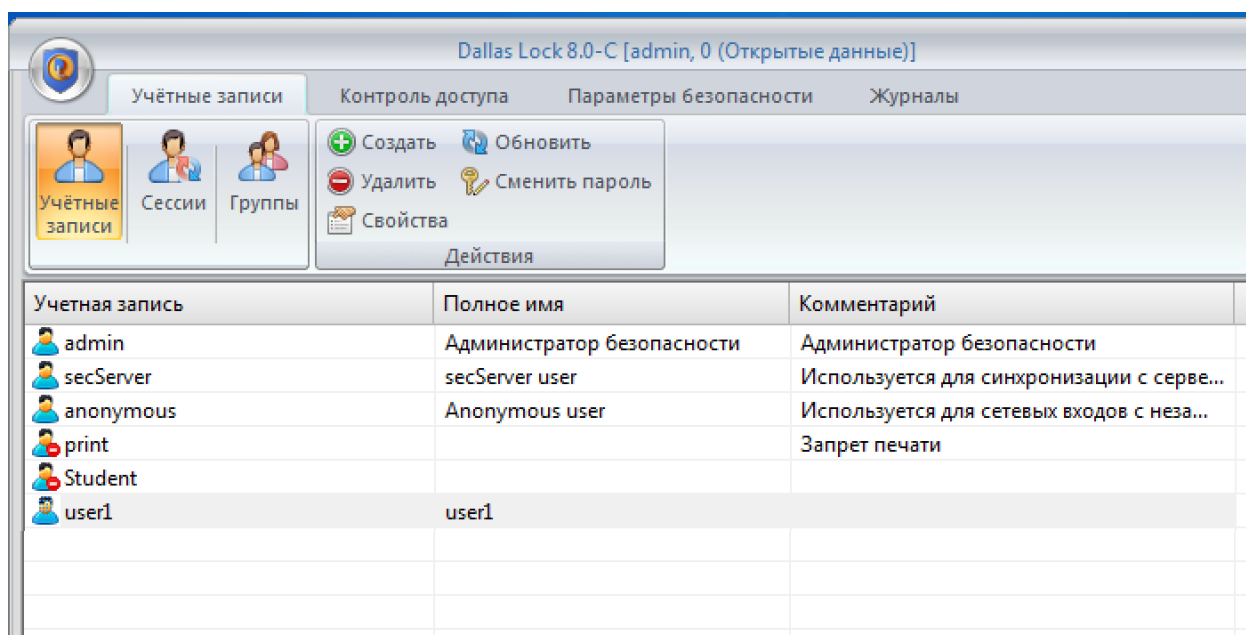 Dallas Lock 8.0-C [admin, 0 (Открытые данные)]
Учётные записи Контроль доступа Параметры безопасности Журналы
Учётные записи
Сессии
Группы
Создать Обновить
Удалить Сменить пароль
Свойства
Действия
Учетная запись Полное имя Комментарий
admin Администратор безопасности Администратор безопасности
secServer secServer user Используется для синхронизации с серве...
anonymous Anonymous user Используется для сетевых входов с неза...
print Запрет печати
Student
user1 user1